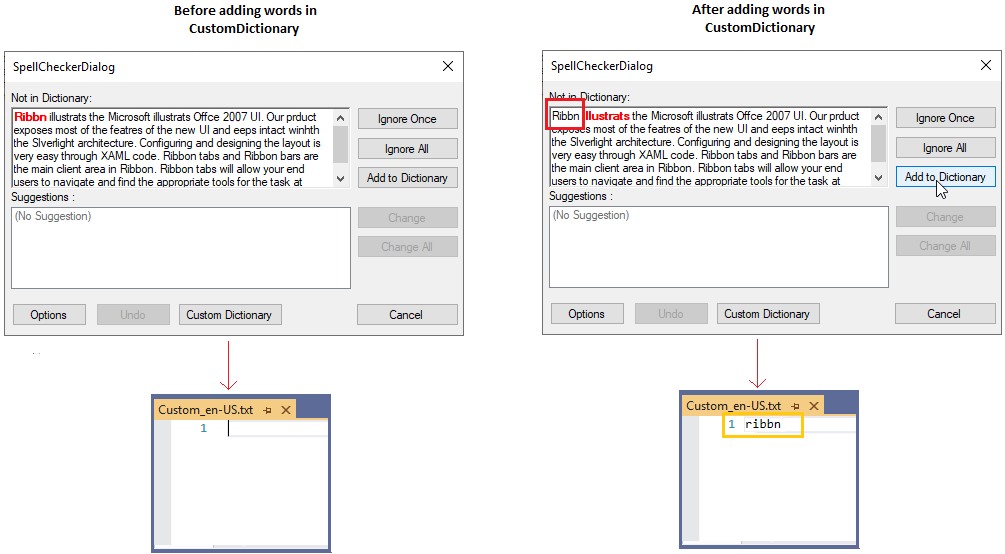 Before adding words in
CustomDictionary
SpellCheckerDialog
Not in Dictionary:
Ribbn illustrats the Microsoft illustrats Offce 2007 UI. Our prduct
exposes most of the featres of the new UI and eeps intact winhth
the Slverlight architecture. Configuring and designing the layout is
very easy through XAML code. Ribbon tabs and Ribbon bars are
the main client area in Ribbon. Ribbon tabs will allow your end
users to navigate and find the appropriate tools for the task at
Ignore Once
Ignore All
Add to Dictionary
Suggestions :
(No Suggestion)
Change
Change All
Options
Undo
Custom Dictionary
Cancel
...
Custom_en-US.txt
1
After adding words in
CustomDictionary
SpellCheckerDialog
Not in Dictionary:
Ribbn illustrats the Microsoft illustrats Offce 2007 UI. Our prduct
exposes most of the featres of the new UI and eeps intact winhth
the Slverlight architecture. Configuring and designing the layout is
very easy through XAML code. Ribbon tabs and Ribbon bars are
the main client area in Ribbon. Ribbon tabs will allow your end
users to navigate and find the appropriate tools for the task at
Ignore Once
Ignore All
Add to Dictionary
Suggestions :
(No Suggestion)
Change
Change All
Options
Undo
Custom Dictionary
Cancel
Custom_en-US.txt
1 ribbn